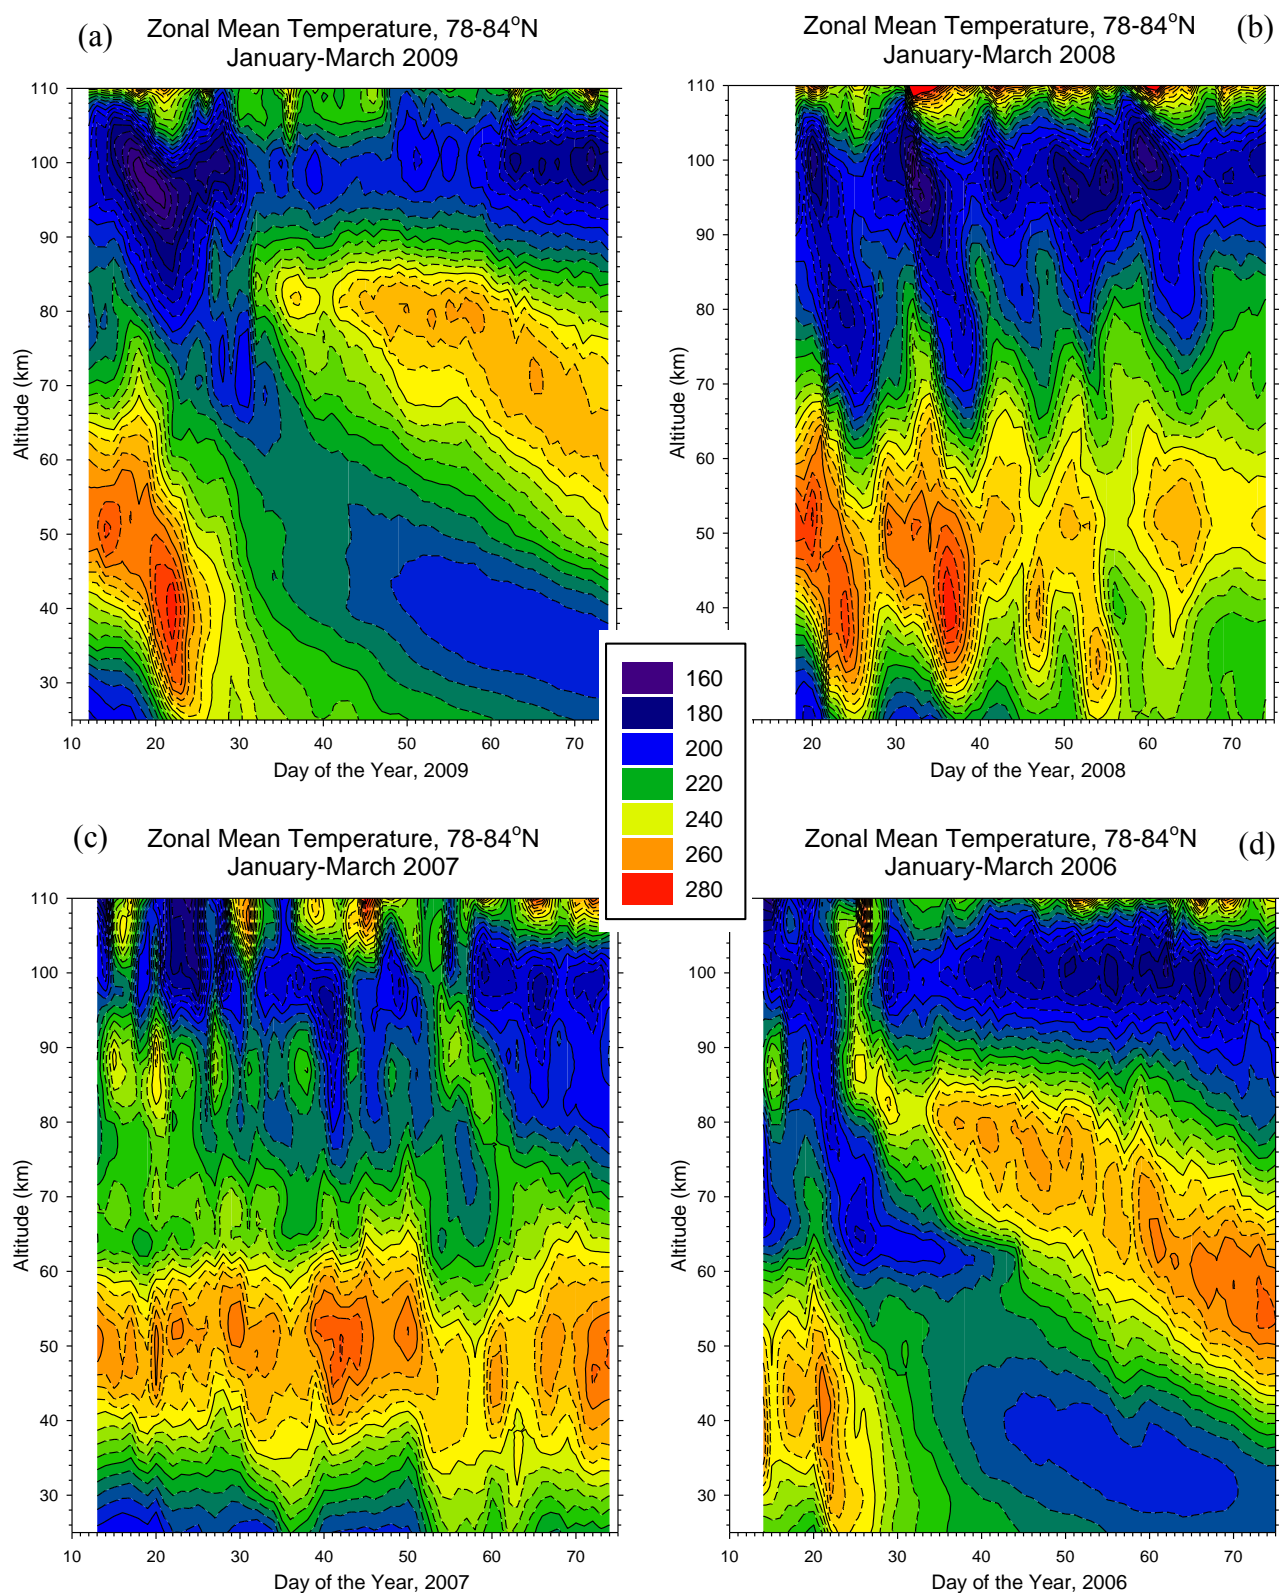 (a)
Zonal Mean Temperature, 78-84°N
January-March 2009
110
100
90
80
70
60
50
40
30
Altitude (km)
10 20 30 40 50 60 70
Day of the Year, 2009
Zonal Mean Temperature, 78-84°N
January-March 2008
(b)
110
100
90
80
70
60
50
40
Altitude (km)
20 30 40 50 60 70
Day of the Year, 2008
160
180
200
220
240
260
280
(c)
Zonal Mean Temperature, 78-84°N
January-March 2007
110
100
90
80
70
60
50
40
30
Altitude (km)
10 20 30 40 50 60 70
Day of the Year, 2007
Zonal Mean Temperature, 78-84°N
January-March 2006
(d)
110
100
90
80
70
60
50
40
30
Altitude (km)
10 20 30 40 50 60 70
Day of the Year, 2006